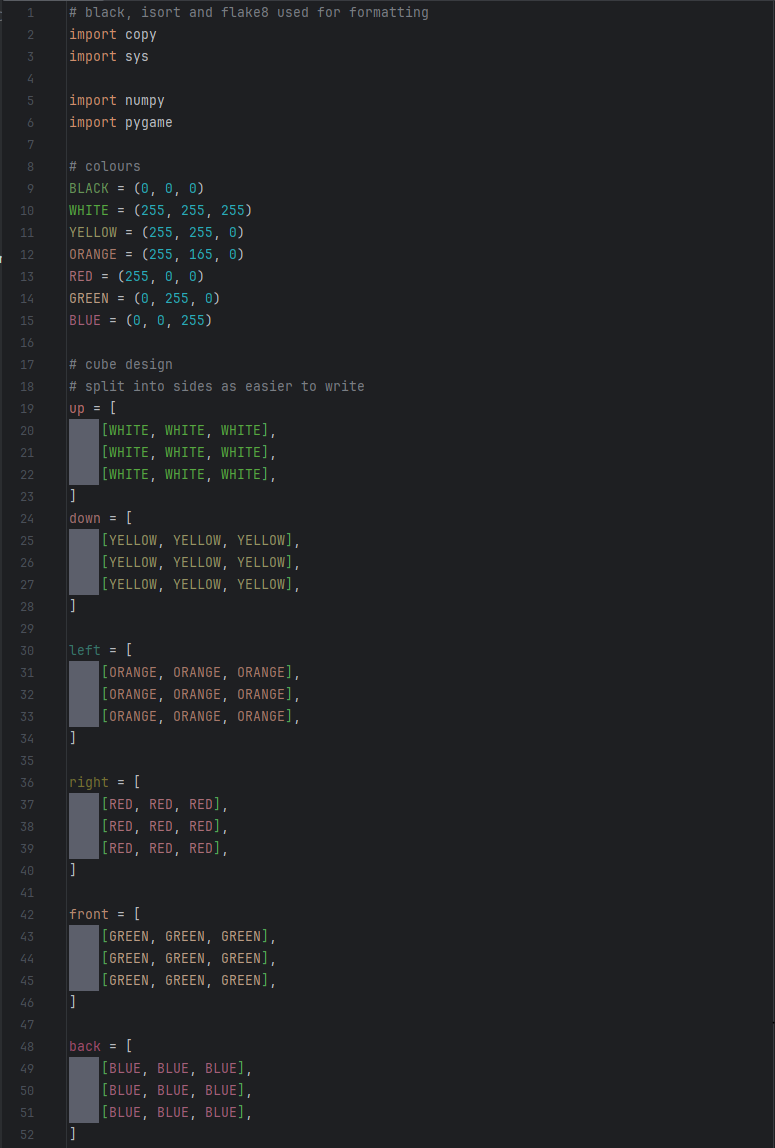 1 # black, isort and flake8 used for formatting
2 import copy
3 import sys
4
5 import numpy
6 import pygame
7
8 # colours
9 BLACK = (0, 0, 0)
10 WHITE = (255, 255, 255)
11 YELLOW = (255, 255, 0)
12 ORANGE = (255, 165, 0)
13 RED = (255, 0, 0)
14 GREEN = (0, 255, 0)
15 BLUE = (0, 0, 255)
16
17 # cube design
18 # split into sides as easier to write
19 up = [
20     [WHITE, WHITE, WHITE],
21     [WHITE, WHITE, WHITE],
22     [WHITE, WHITE, WHITE],
23 ]
24 down = [
25     [YELLOW, YELLOW, YELLOW],
26     [YELLOW, YELLOW, YELLOW],
27     [YELLOW, YELLOW, YELLOW],
28 ]
29
30 left = [
31     [ORANGE, ORANGE, ORANGE],
32     [ORANGE, ORANGE, ORANGE],
33     [ORANGE, ORANGE, ORANGE],
34 ]
35
36 right = [
37     [RED, RED, RED],
38     [RED, RED, RED],
39     [RED, RED, RED],
40 ]
41
42 front = [
43     [GREEN, GREEN, GREEN],
44     [GREEN, GREEN, GREEN],
45     [GREEN, GREEN, GREEN],
46 ]
47
48 back = [
49     [BLUE, BLUE, BLUE],
50     [BLUE, BLUE, BLUE],
51     [BLUE, BLUE, BLUE],
52 ]